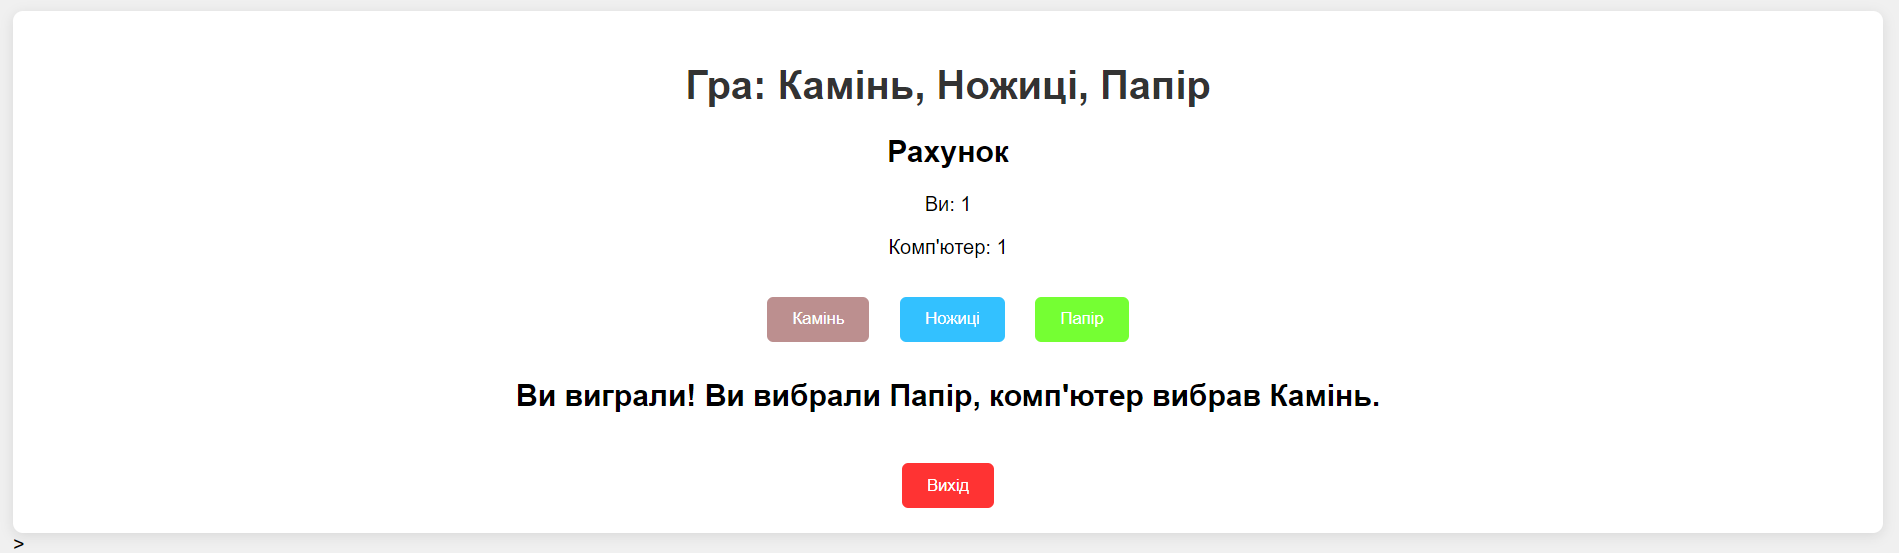 Гра: Камінь, Ножиці, Папір
Рахунок
Ви: 1
Комп'ютер: 1
Камінь Ножиці Папір
Ви виграли! Ви вибрали Папір, комп'ютер вибрав Камінь.
Вихід
>